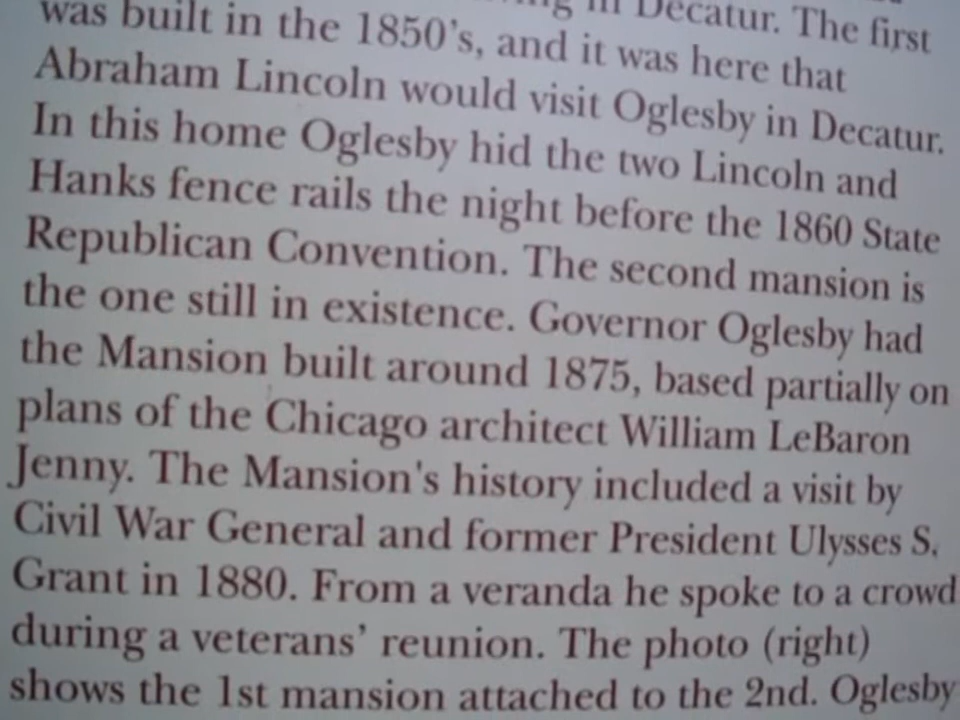 in Decatur. The first
was built in the 1850's, and it was here that
Abraham Lincoln would visit Oglesby in Decatur.
In this home Oglesby hid the two Lincoln and
Hanks fence rails the night before the 1860 State
Republican Convention. The second mansion is
the one still in existence. Governor Oglesby had
the Mansion built around 1875, based partially on
plans of the Chicago architect William LeBaron
Jenny. The Mansion's history included a visit by
Civil War General and former President Ulysses S.
Grant in 1880. From a veranda he spoke to a crowd
during a veterans' reunion. The photo (right)
shows the 1st mansion attached to the 2nd. Oglesby